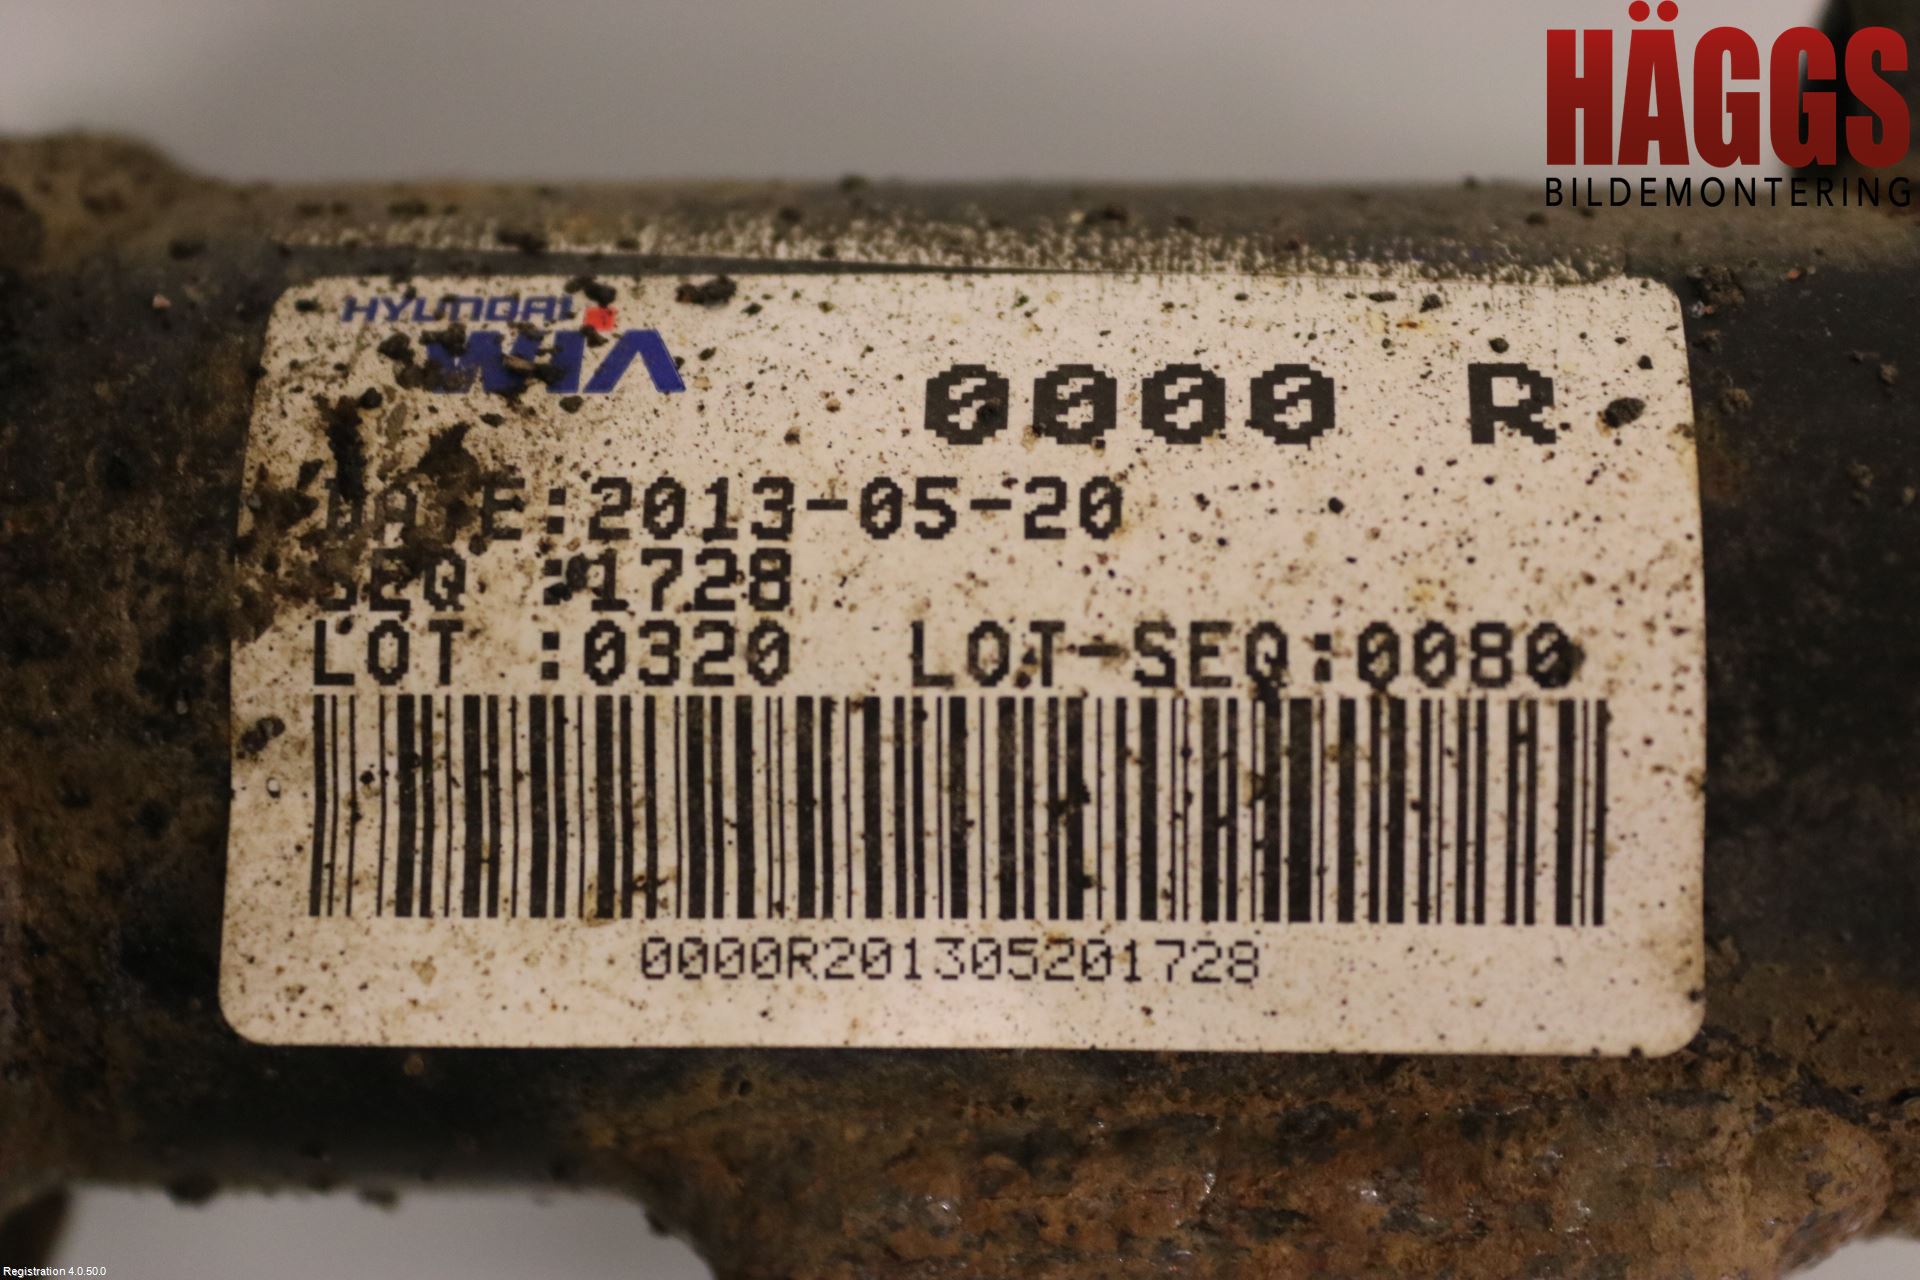 HÄGGS
BILDEMONTERING
HYUNDAI
WIA
0000 R
DATE:2013-05-20
SEQ :1728
LOT :0320 LOT-SEQ:0080
0000R201305201728
Registration 4.0.50.0